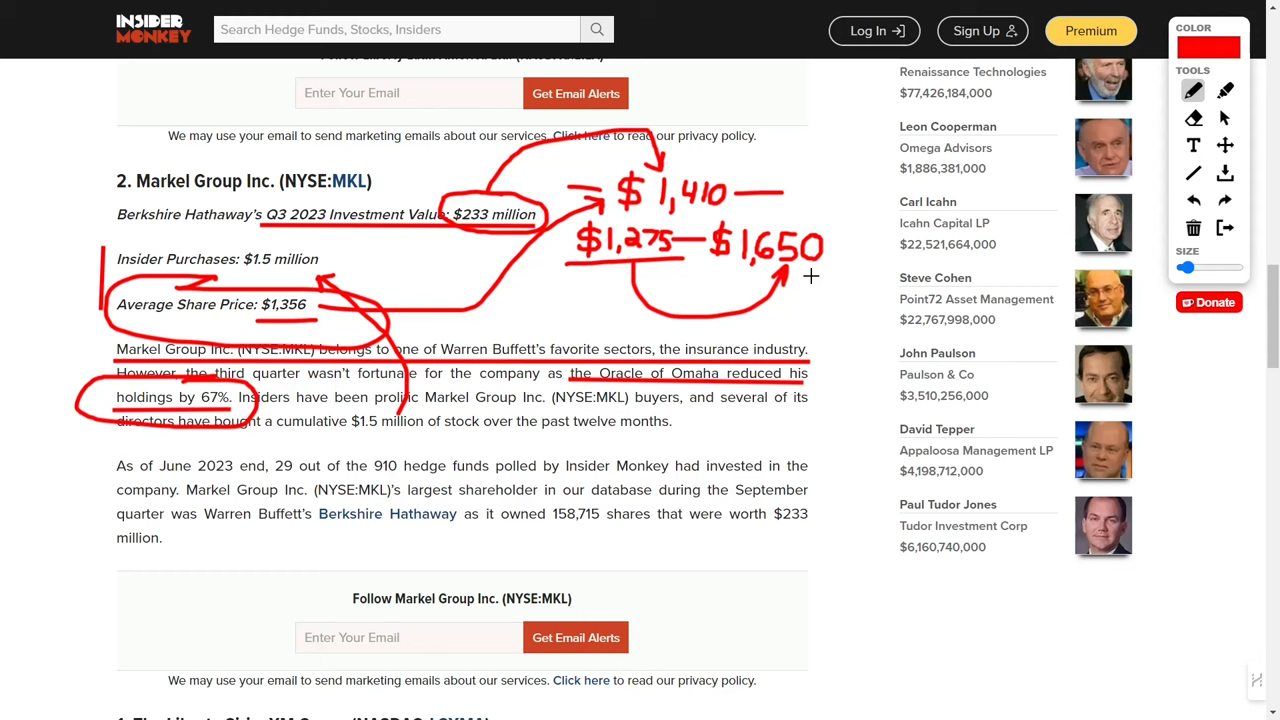 INSIDER
MONKEY
Search Hedge Funds, Stocks, Insiders
Log In
Sign Up
Premium
COLOR
TOOLS
SIZE
Donate
Enter Your Email
Get Email Alerts
We may use your email to send marketing emails about our services. Click here to read our privacy policy.
2. Markel Group Inc. (NYSE:MKL)
Berkshire Hathaway's Q3 2023 Investment Value: $233 million
Insider Purchases: $1.5 million
Average Share Price: $1,356
$1,410
$1,275 — $1,650
Markel Group Inc. (NYSE:MKL) belongs to one of Warren Buffett's favorite sectors, the insurance industry.
However, the third quarter wasn't fortunate for the company as the Oracle of Omaha reduced his
holdings by 67%. Insiders have been prolific Markel Group Inc. (NYSE:MKL) buyers, and several of its
directors have bought a cumulative $1.5 million of stock over the past twelve months.
As of June 2023 end, 29 out of the 910 hedge funds polled by Insider Monkey had invested in the
company. Markel Group Inc. (NYSE:MKL)'s largest shareholder in our database during the September
quarter was Warren Buffett's Berkshire Hathaway as it owned 158,715 shares that were worth $233
million.
Follow Markel Group Inc. (NYSE:MKL)
Enter Your Email
Get Email Alerts
We may use your email to send marketing emails about our services. Click here to read our privacy policy.
Renaissance Technologies
$77,426,184,000
Leon Cooperman
Omega Advisors
$1,886,381,000
Carl Icahn
Icahn Capital LP
$22,521,664,000
Steve Cohen
Point72 Asset Management
$22,767,998,000
John Paulson
Paulson & Co
$3,510,256,000
David Tepper
Appaloosa Management LP
$4,198,712,000
Paul Tudor Jones
Tudor Investment Corp
$6,160,740,000